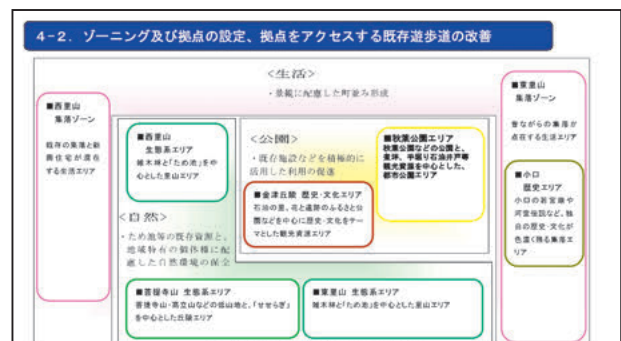 4-2. ゾーニング及び拠点の設定、拠点をアクセスする既存遊歩道の改善
<生活>
・景観に配慮した町並み形成
■西里山
集落ゾーン
既存の集落と新
興住宅が混在
する生活エリア
■西里山
生態系エリア
雑木林と「ため池」を中
心とした里山エリア
<自然>
・ため池等の既存資源と、
地域特有の個体種に配
慮した自然環境の保全
<公園>
・既存施設などを積極的に
活用した利用の促進
■金津丘陵 歴史・文化エリア
石油の里、花と遺跡のふるさと公
園などを中心に歴史・文化をテー
マとした観光資源エリア
■秋葉公園エリア
秋葉公園などの公園と、
煮坪、手掘り石油井戸等
観光資源を中心とした、
都市公園エリア
■東里山
集落ゾーン
昔ながらの集落が
点在する生活エリア
■小口
歴史エリア
小口の若宮様や
河童伝説など、独
自の歴史・文化が
色濃く残る集落エ
リア
■菩提寺山 生態系エリア
菩提寺山・高立山などの低山地と、「せせらぎ」
を中心とした丘陵エリア
■東里山 生態系エリア
雑木林と「ため池」を中心とした里山エリア